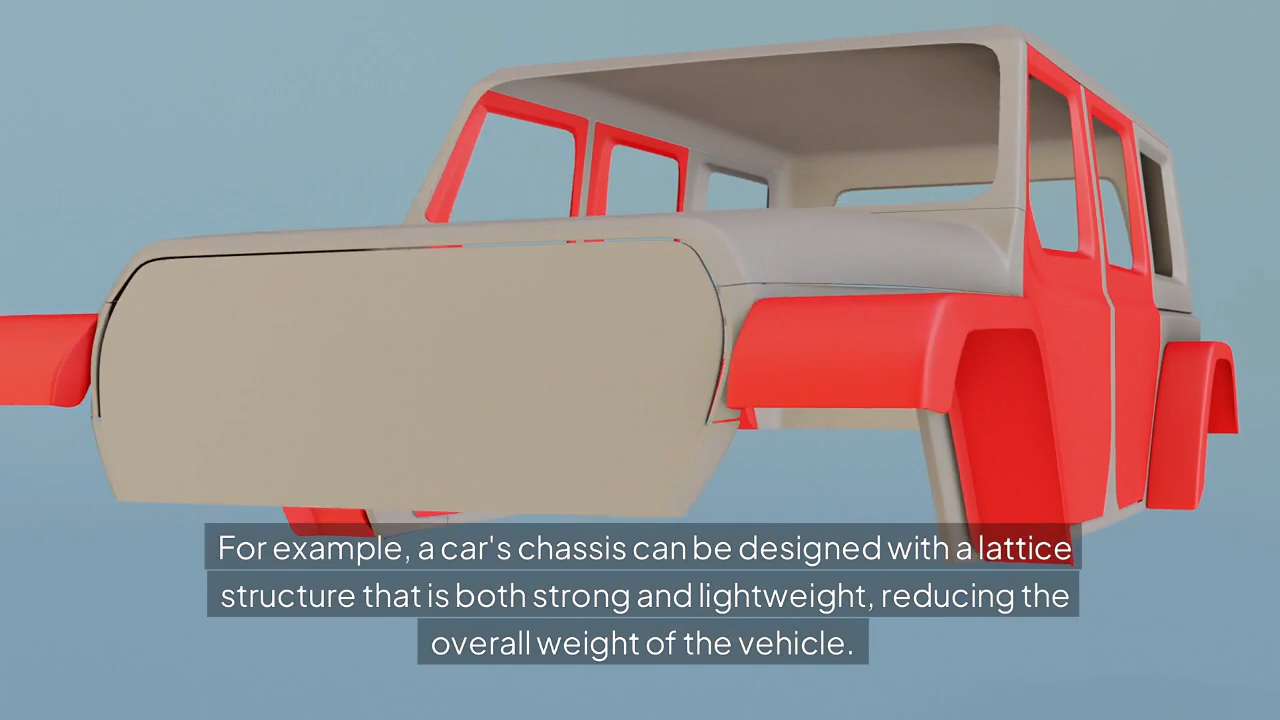 For example, a car's chassis can be designed with a lattice
structure that is both strong and lightweight, reducing the
overall weight of the vehicle.